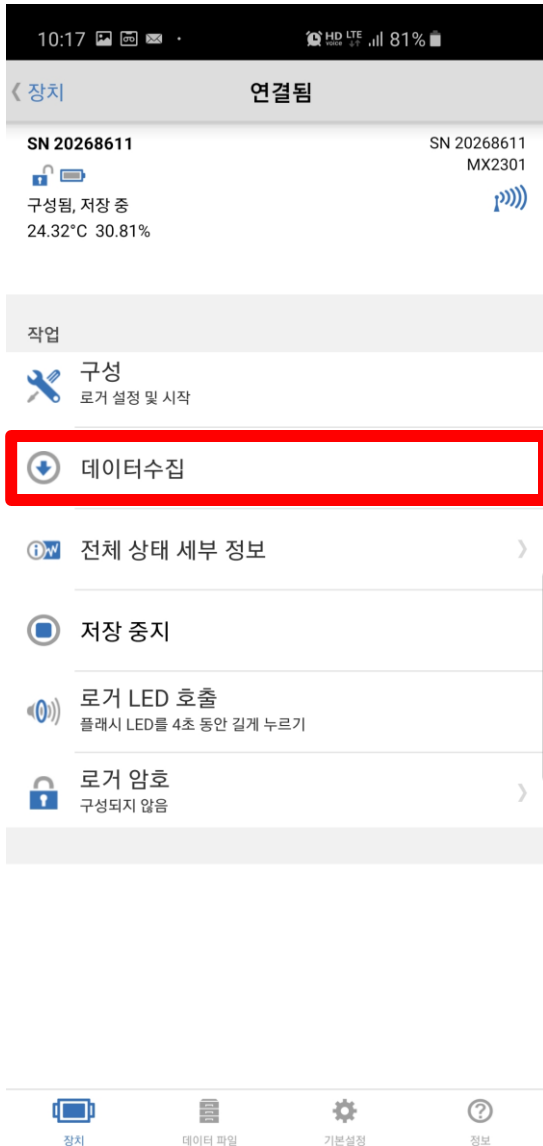 10:17 81%
HD voice LTE
장치 연결됨
SN 20268611 SN 20268611
MX2301
구성됨, 저장 중
24.32°C 30.81%
작업
구성
로거 설정 및 시작
데이터수집
전체 상태 세부 정보
저장 중지
로거 LED 호출
플래시 LED를 4초 동안 길게 누르기
로거 암호
구성되지 않음
장치 데이터 파일 기본설정 정보